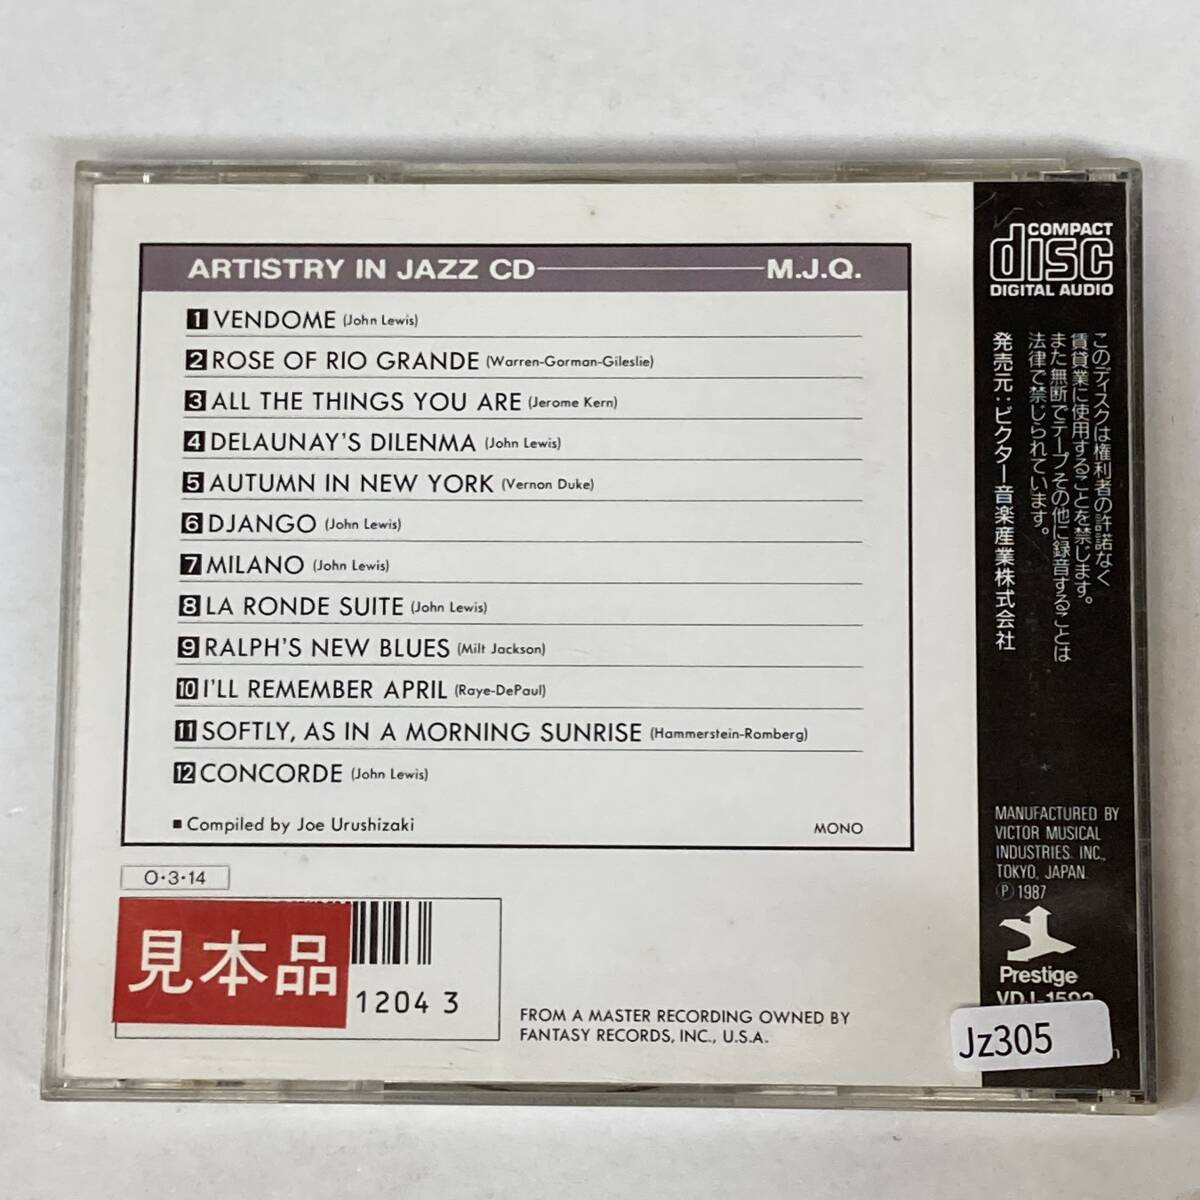 ARTISTRY IN JAZZ CD M.J.Q.
1 VENDOME (John Lewis)
2 ROSE OF RIO GRANDE (Warren-Gorman-Gileslie)
3 ALL THE THINGS YOU ARE (Jerome Kern)
4 DELAUNAY'S DILENMA (John Lewis)
5 AUTUMN IN NEW YORK (Vernon Duke)
6 DJANGO (John Lewis)
7 MILANO (John Lewis)
8 LA RONDE SUITE (John Lewis)
9 RALPH'S NEW BLUES (Milt Jackson)
10 I'LL REMEMBER APRIL (Raye-DePaul)
11 SOFTLY, AS IN A MORNING SUNRISE (Hammerstein-Romberg)
12 CONCORDE (John Lewis)
■ Compiled by Joe Urushizaki
MONO
O・3・14
見本品
12043
FROM A MASTER RECORDING OWNED BY
FANTASY RECORDS, INC., U.S.A.
COMPACT
disc
DIGITAL AUDIO
このディスクは権利者の許諾なく
賃貸業に使用することを禁じます。
また無断でテープその他に録音することは
法律で禁じられています。
発売元:ビクター音楽産業株式会社
MANUFACTURED BY
VICTOR MUSICAL
INDUSTRIES. INC.,
TOKYO, JAPAN.
Ⓟ 1987
Prestige
VDJ-1592
Jz305